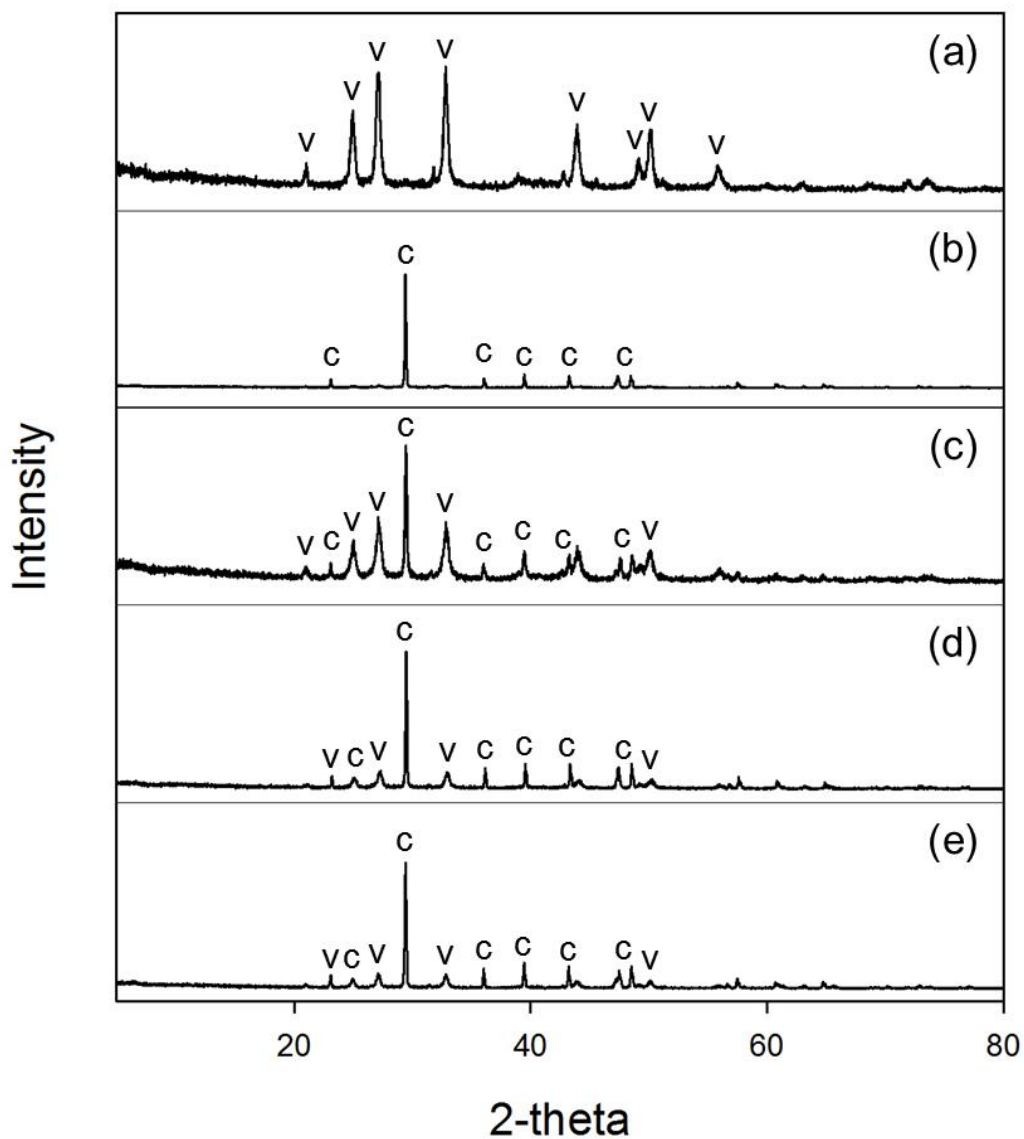 (a)
V V V V V V V V
(b)
C C C C C C
(c)
V C V V C V C C C C V
(d)
V C V C V C C C C V
(e)
V C V C V C C C C V
Intensity
20 40 60 80
2-theta